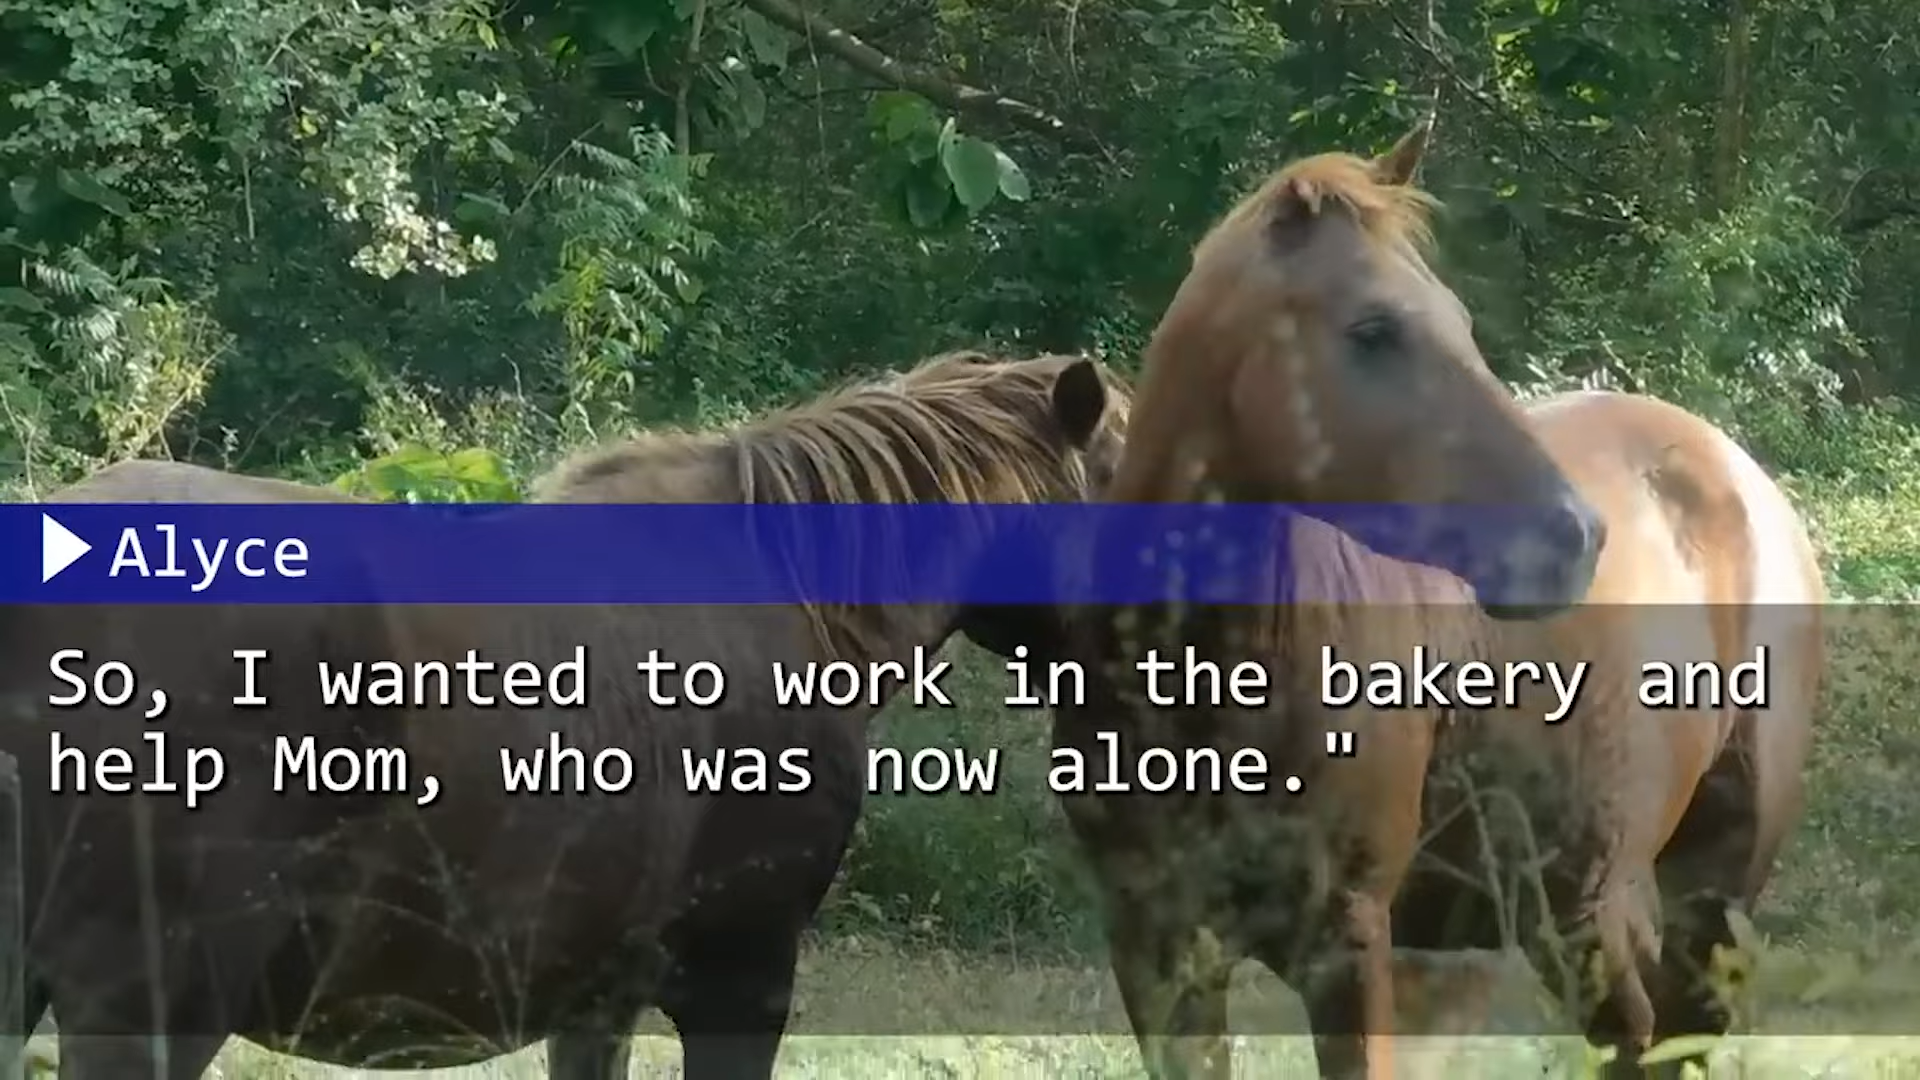 Alyce
So, I wanted to work in the bakery and
help Mom, who was now alone."